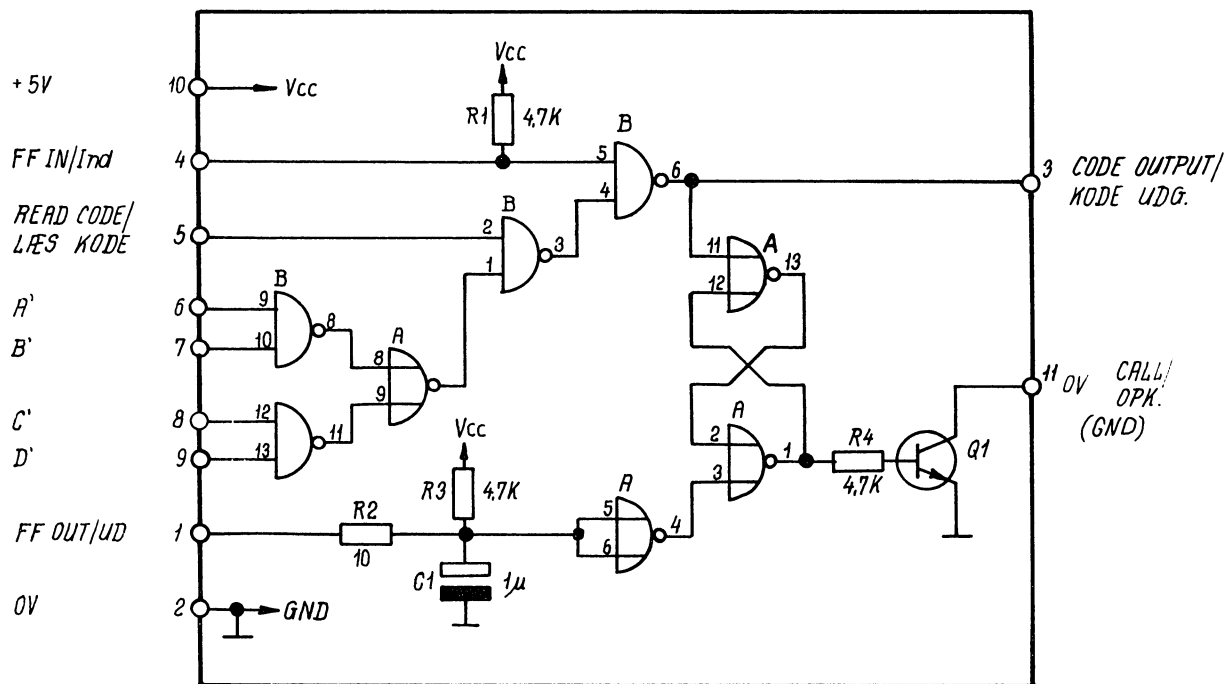 +5V 10 Vcc
Vcc
R1 4,7K
FF IN/Ind 4
B
5
4
6
3 CODE OUTPUT/
KODE UDG.
READ CODE/
LÆS KODE
5
B
2
1
3
A
11
12
13
A' 6
B' 7
B
9
10
8
A
8
9
C' 8
D' 9
12
13
11
11 0V CALL/
OPK.
(GND)
A
2
3
1
R4
4,7K
Q1
Vcc
R3 4,7K
FF OUT/UD 1
R2
10
A
5
6
4
C1 1µ
0V 2 GND